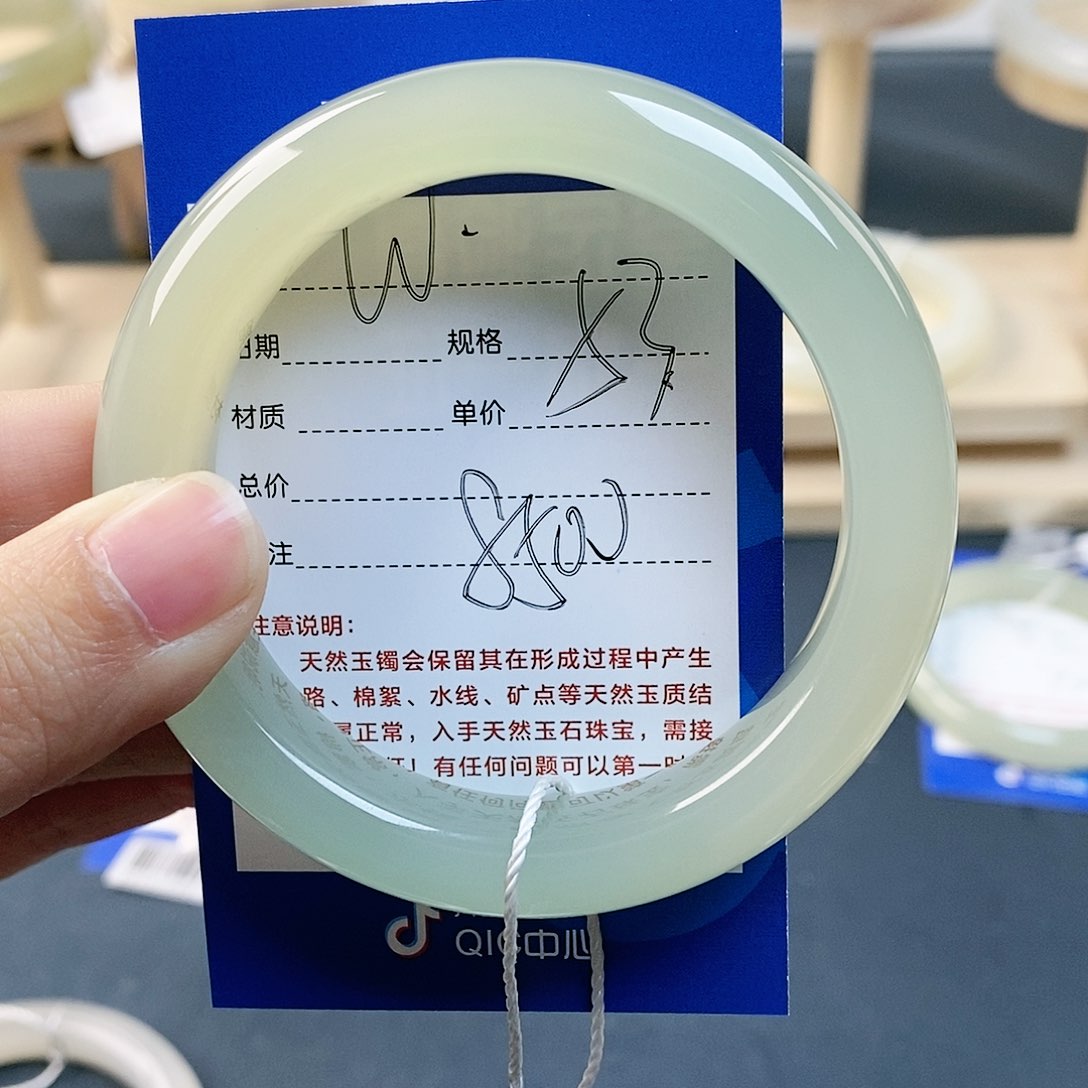 W.
期 规格 53
材质 单价
总价
注 8800
注意说明：
天然玉镯会保留其在形成过程中产生
路、棉絮、水线、矿点等天然玉质结
正常，入手天然玉石珠宝，需接
！有任何问题可以第一时
QIC中心